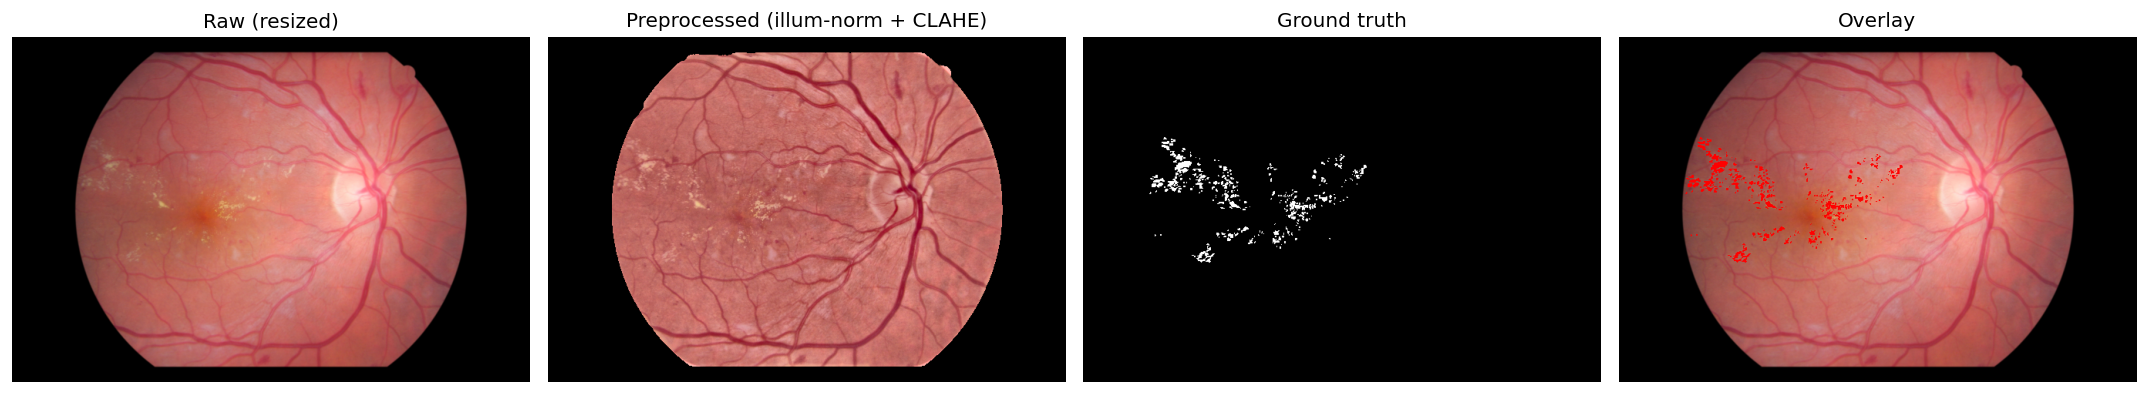 Raw (resized)
Preprocessed (illum-norm + CLAHE)
Ground truth
Overlay